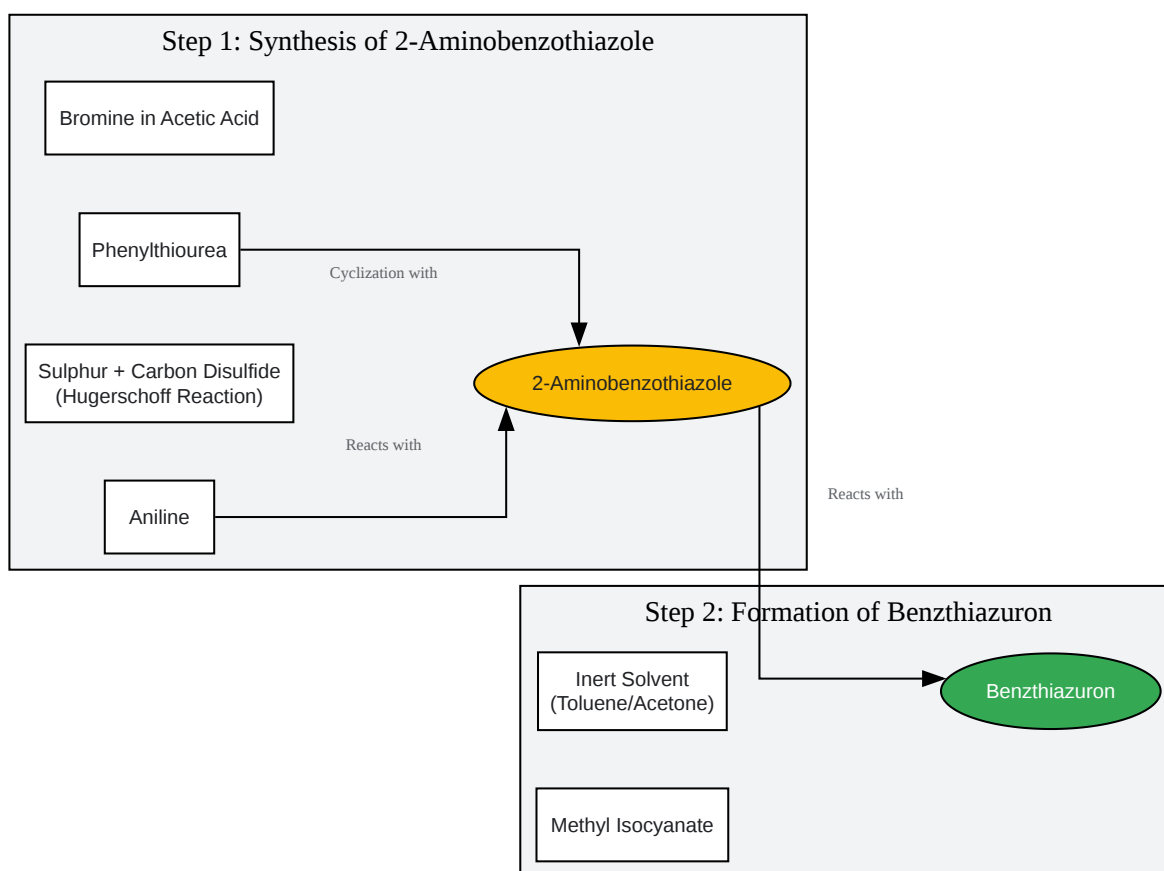 Step 1: Synthesis of 2-Aminobenzothiazole
Bromine in Acetic Acid
Phenylthiourea
Cyclization with
Sulphur + Carbon Disulfide
(Hugerschoff Reaction)
2-Aminobenzothiazole
Reacts with
Aniline
Reacts with
Step 2: Formation of Benzthiazuron
Inert Solvent
(Toluene/Acetone)
Benzthiazuron
Methyl Isocyanate